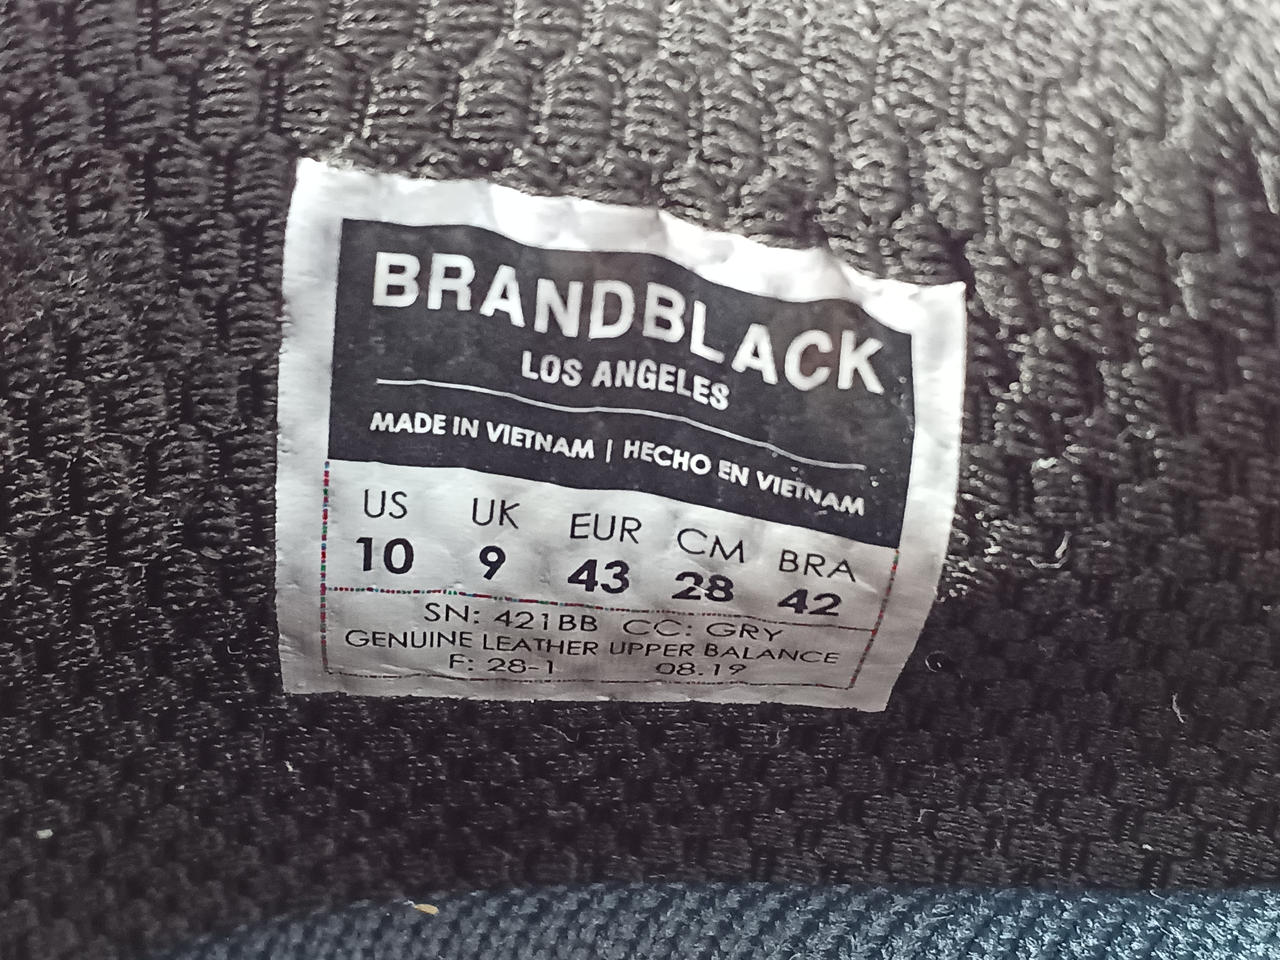 BRANDBLACK
LOS ANGELES
MADE IN VIETNAM | HECHO EN VIETNAM
US UK EUR CM BRA
10 9 43 28 42
SN: 421BB CC: GRY
GENUINE LEATHER UPPER BALANCE
F: 28-1 08.19